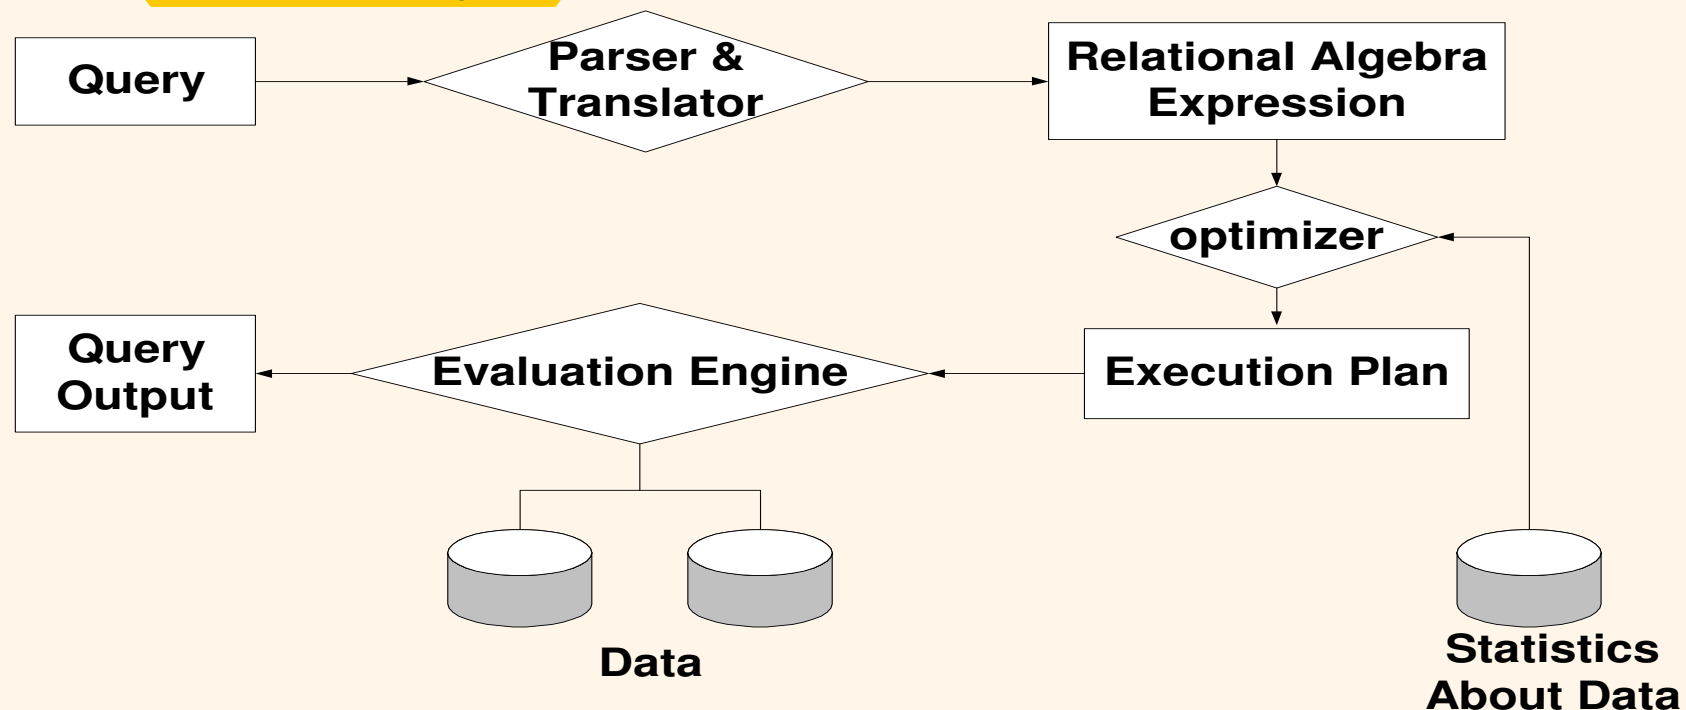 Query
Parser &
Translator
Relational Algebra
Expression
optimizer
Query
Output
Evaluation Engine
Execution Plan
Data
Statistics
About Data